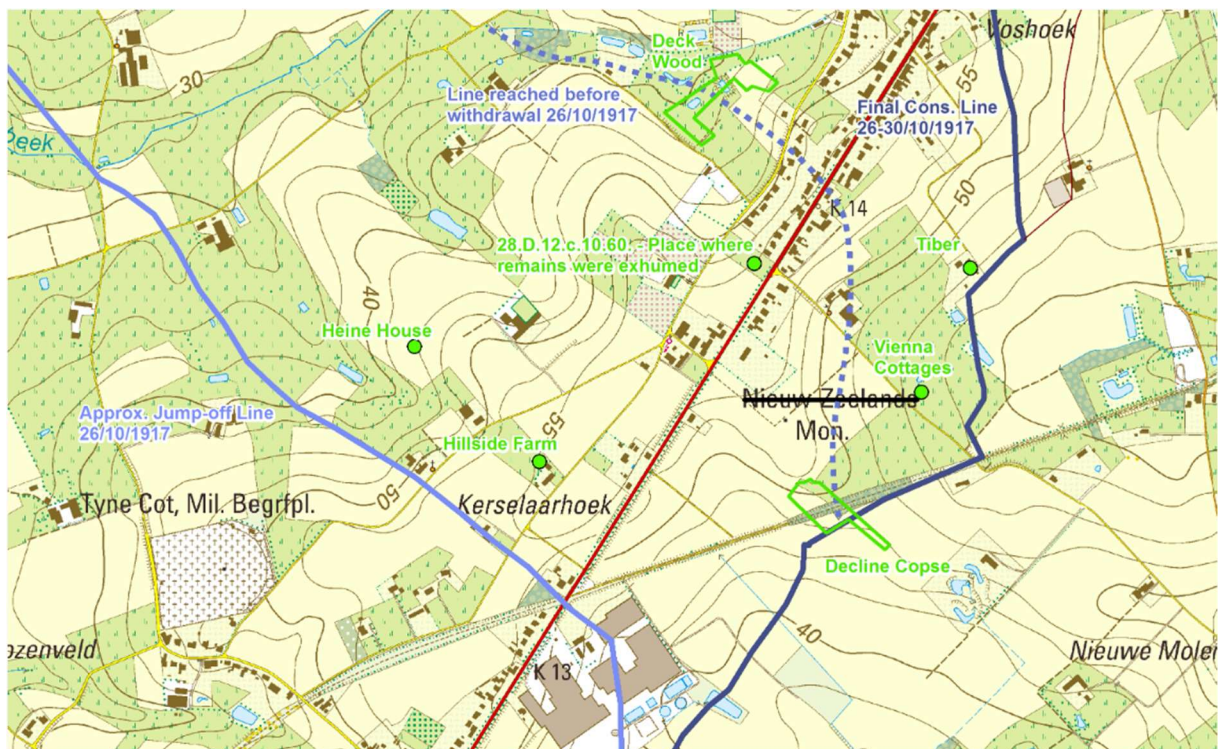 Voshoek
Deck
Wood
55
30
Line reached before
withdrawal 26/10/1917
Final Cons. Line
26-30/10/1917
50
K 14
28.D.12.c.10.60. - Place where
remains were exhumed
Tiber
40
Heine House
Vienna
Cottages
Nieuw-Zeelands
Mon.
Approx. Jump-off Line
26/10/1917
55
Hillside Farm
50
Tyne Cot, Mil. Begrfpl.
Kerselaarhoek
Decline Copse
40
ozenveld
K 13
Nieuwe Molen